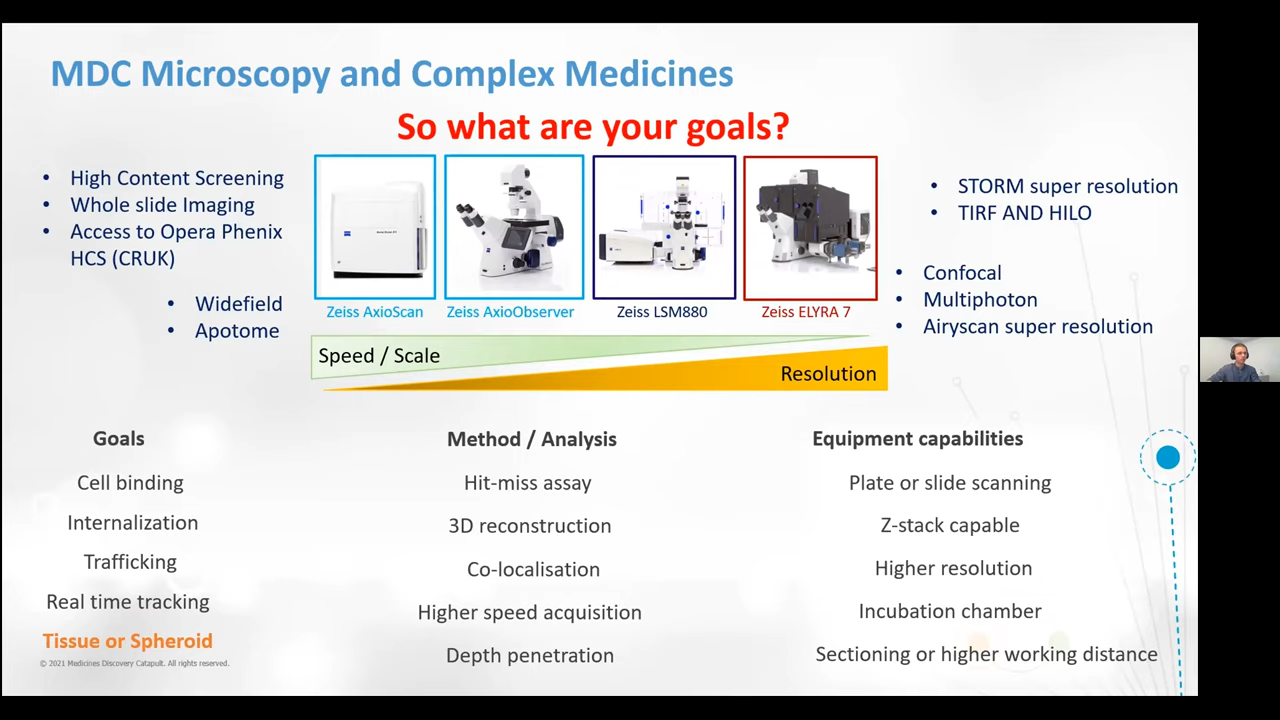 MDC Microscopy and Complex Medicines
So what are your goals?
• High Content Screening
• Whole slide Imaging
• Access to Opera Phenix
HCS (CRUK)
• Widefield
• Apotome
Zeiss AxioScan
Zeiss AxioObserver
Zeiss LSM880
Zeiss ELYRA 7
• STORM super resolution
• TIRF AND HILO
• Confocal
• Multiphoton
• Airyscan super resolution
Speed / Scale
Resolution
Goals
Method / Analysis
Equipment capabilities
Cell binding
Hit-miss assay
Plate or slide scanning
Internalization
3D reconstruction
Z-stack capable
Trafficking
Co-localisation
Higher resolution
Real time tracking
Higher speed acquisition
Incubation chamber
Tissue or Spheroid
Depth penetration
Sectioning or higher working distance
© 2021 Medicines Discovery Catapult. All rights reserved.